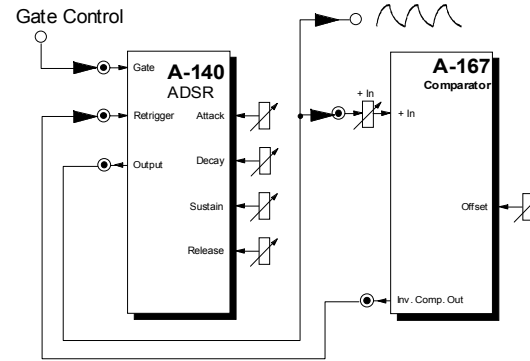 Gate Control
A-140
ADSR
Gate
Retrigger
Output
Attack
Decay
Sustain
Release
A-167
Comparator
+ In
+ In
Offset
Inv. Comp. Out